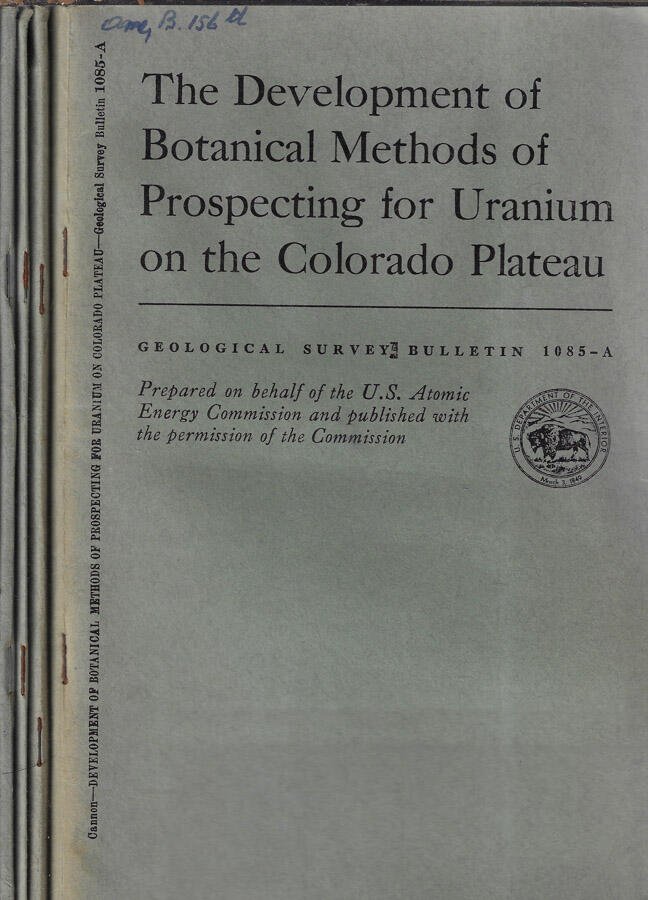 Ame, B. 156 d
The Development of
Botanical Methods of
Prospecting for Uranium
on the Colorado Plateau
GEOLOGICAL SURVEY BULLETIN 1085-A
Prepared on behalf of the U.S. Atomic
Energy Commission and published with
the permission of the Commission
U.S. DEPARTMENT OF THE INTERIOR
March 3, 1849
Cannon—DEVELOPMENT OF BOTANICAL METHODS OF PROSPECTING FOR URANIUM ON COLORADO PLATEAU—Geological Survey Bulletin 1085-A